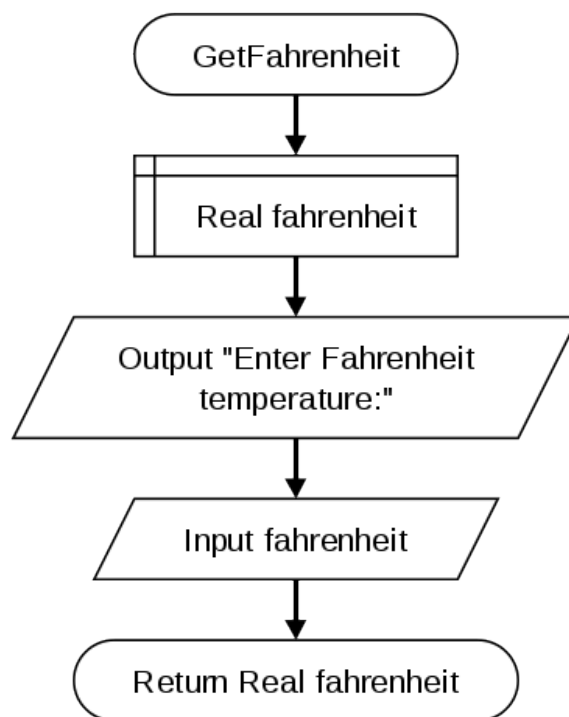 GetFahrenheit
Real fahrenheit
Output "Enter Fahrenheit
temperature:"
Input fahrenheit
Return Real fahrenheit